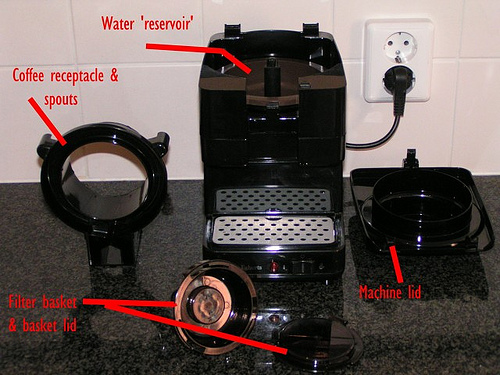 Water 'reservoir'
Coffee receptacle &
spouts
Machine lid
Filter basket
& basket lid